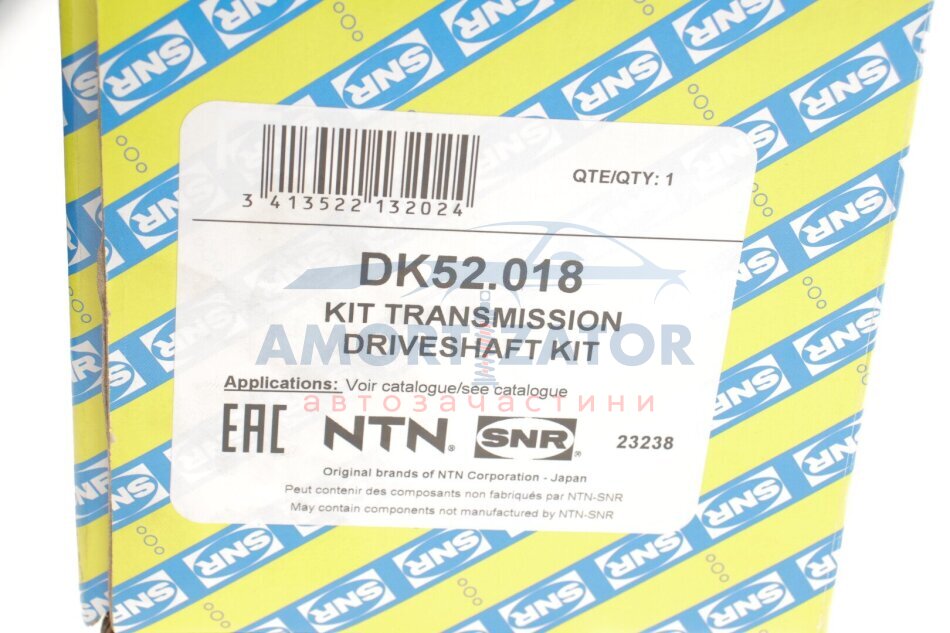 SNR
3 413522 132024
QTE/QTY: 1
DK52.018
KIT TRANSMISSION
DRIVESHAFT KIT
AMORTIZATOR
Applications: Voir catalogue/see catalogue
автозачастини
EAC NTN® SNR® 23238
Original brands of NTN Corporation - Japan
Peut contenir des composants non fabriqués par NTN-SNR
May contain components not manufactured by NTN-SNR